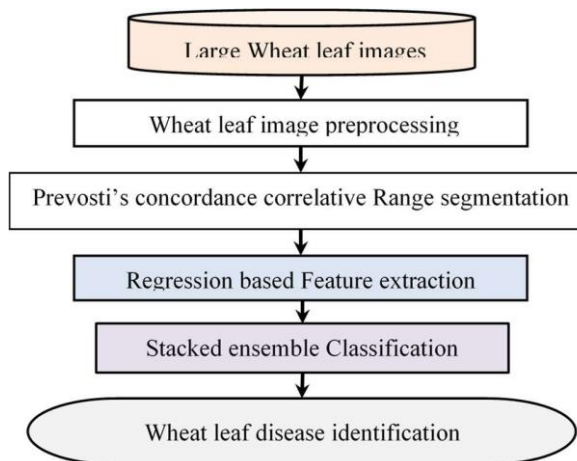 Large Wheat leaf images
Wheat leaf image preprocessing
Prevosti's concordance correlative Range segmentation
Regression based Feature extraction
Stacked ensemble Classification
Wheat leaf disease identification